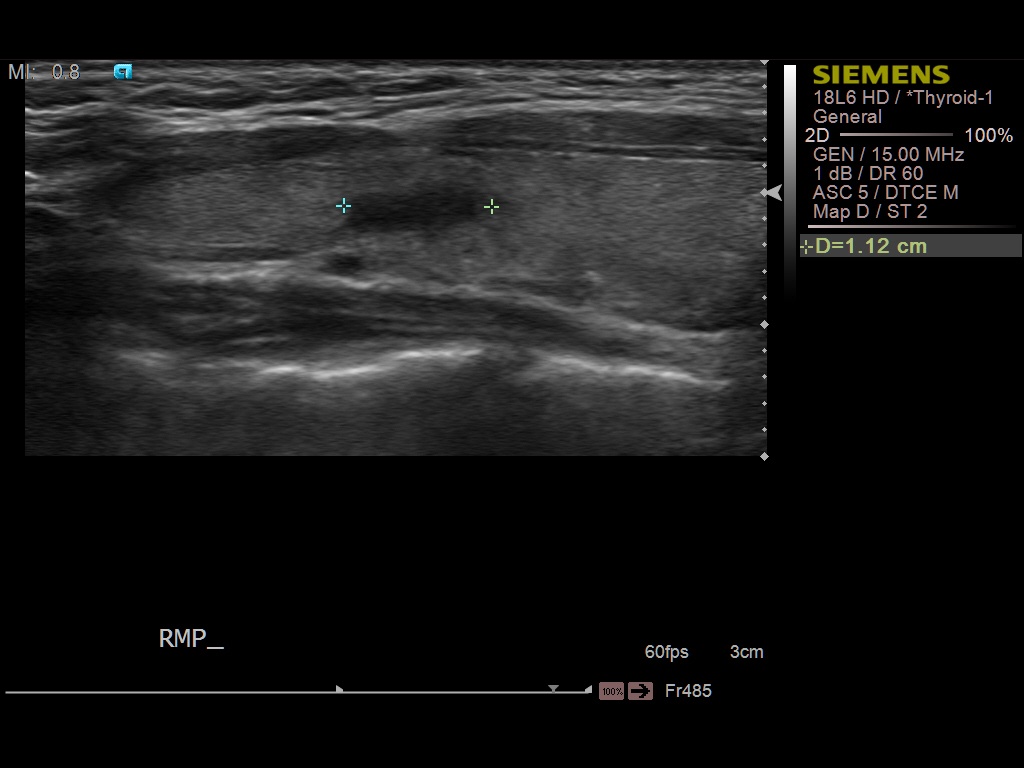 MI: 0.8
SIEMENS
18L6 HD / *Thyroid-1
General
2D 100%
GEN / 15.00 MHz
1 dB / DR 60
ASC 5 / DTCE M
Map D / ST 2
D=1.12 cm
RMP_
60fps 3cm
100% Fr485